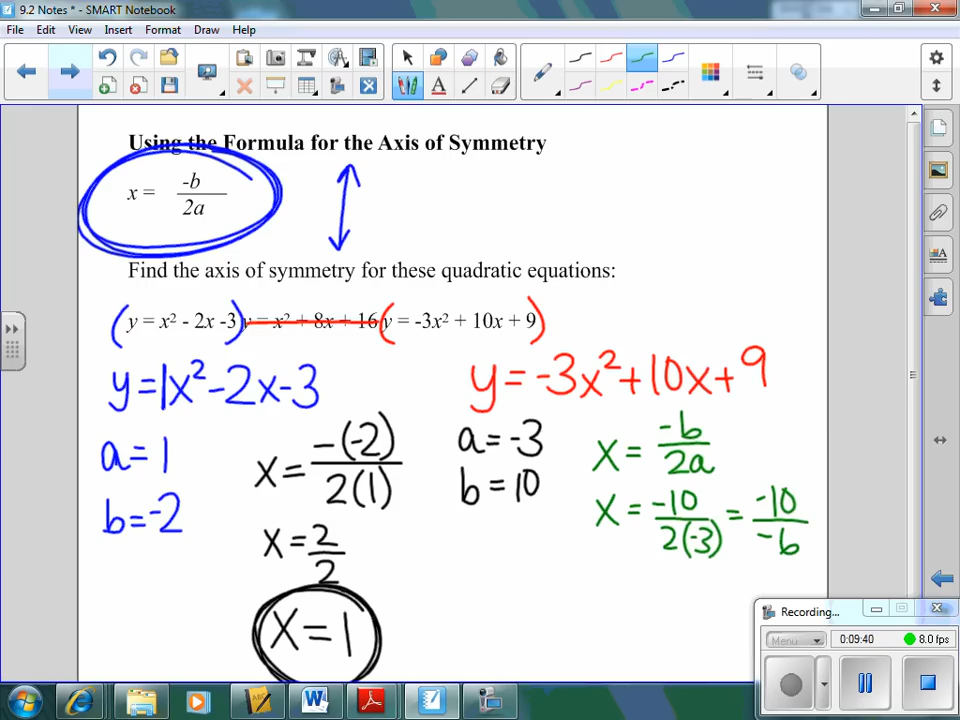 9.2 Notes * - SMART Notebook
File Edit View Insert Format Draw Help
Using the Formula for the Axis of Symmetry
x = -b
2a
Find the axis of symmetry for these quadratic equations:
(y = x² - 2x -3) y = x² + 8x + 16 (y = -3x² + 10x + 9)
y=1x²-2x-3
y=-3x²+10x+9
a=1
b=-2
x= -(-2)
2(1)
x= 2
2
x=1
a=-3
b=10
x= -b
2a
x= -10 = -10
2(-3) -6
Recording...
Menu 0:09:40 8.0 fps